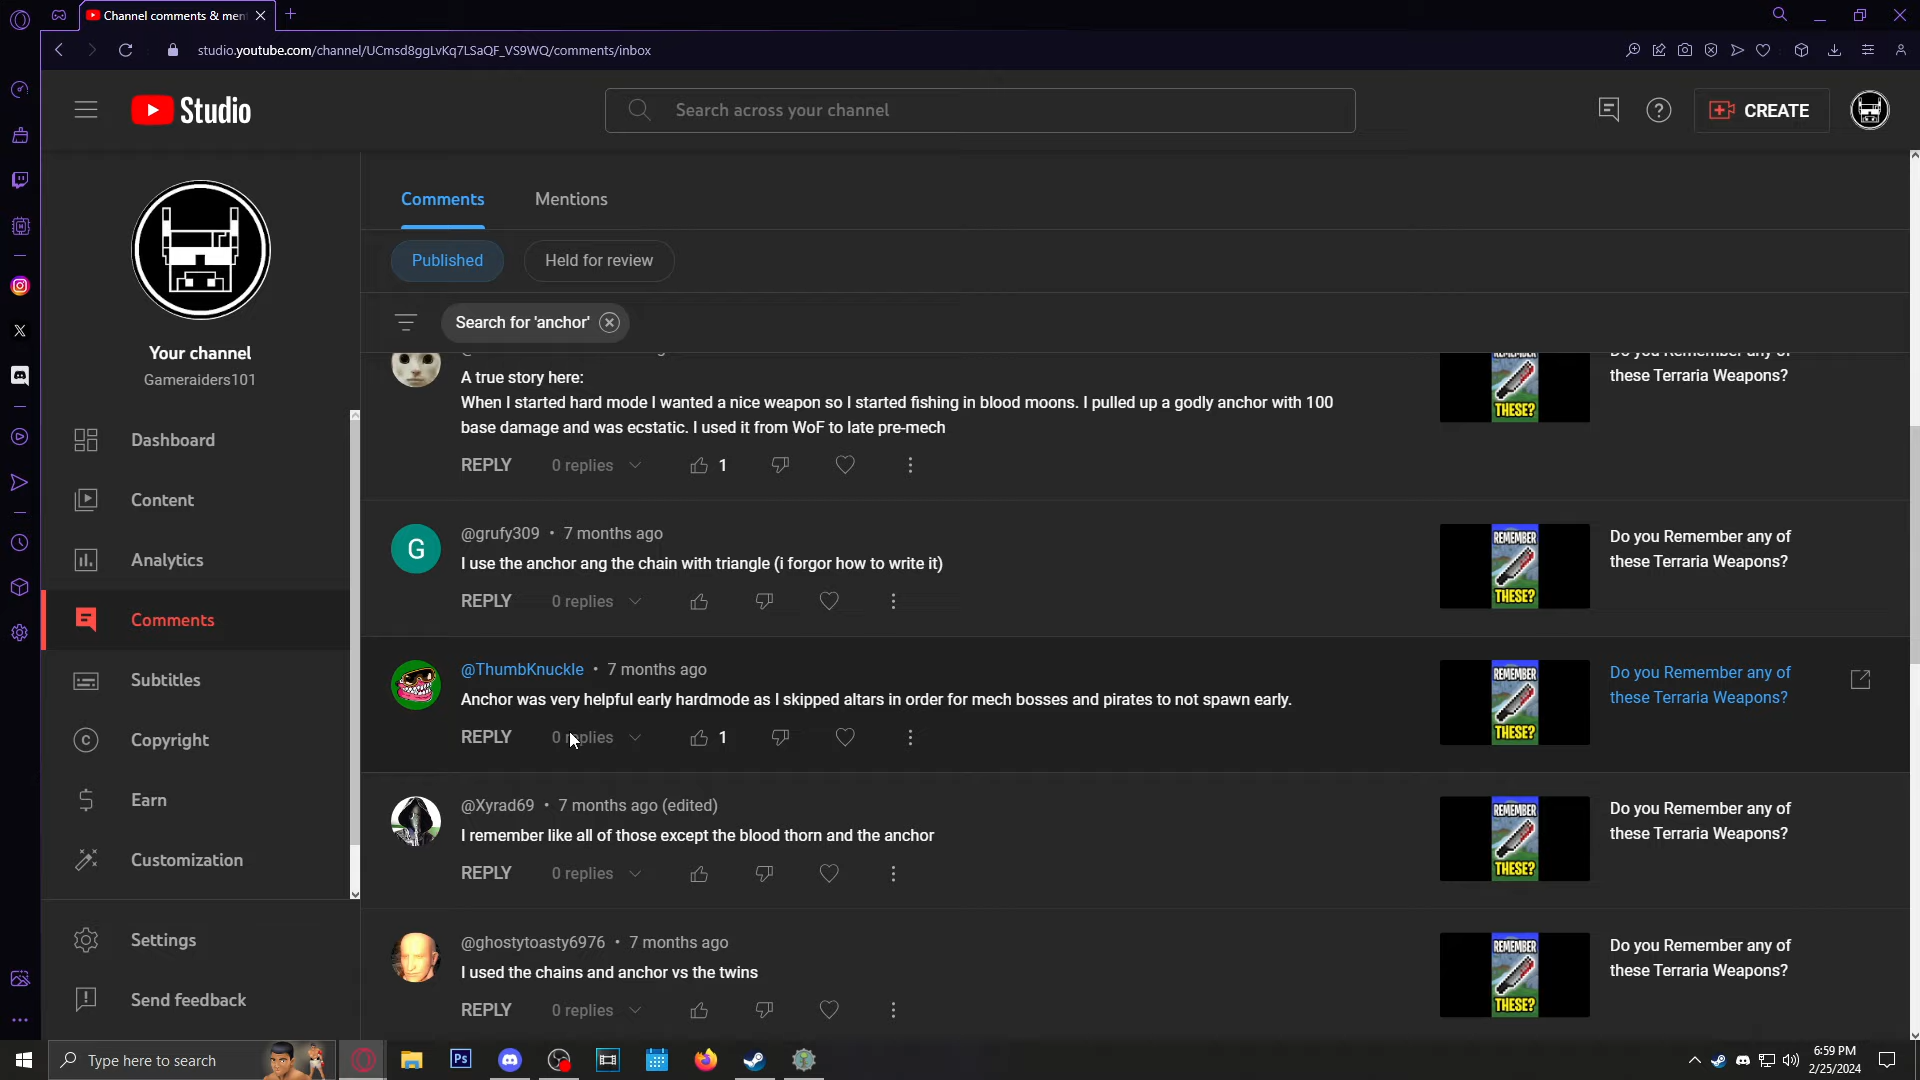 Channel comments & men
studio.youtube.com/channel/UCmsd8ggLvKq7LSaQF_VS9WQ/comments/inbox
Studio
Search across your channel
CREATE
Your channel
Gameraiders101
Dashboard
Content
Analytics
Comments
Subtitles
Copyright
Earn
Customization
Settings
Send feedback
Comments
Mentions
Published
Held for review
Search for 'anchor'
A true story here:
When I started hard mode I wanted a nice weapon so I started fishing in blood moons. I pulled up a godly anchor with 100
base damage and was ecstatic. I used it from WoF to late pre-mech
REPLY 0 replies 1
Do you Remember any of
these Terraria Weapons?
THESE?
G
@grufy309 • 7 months ago
I use the anchor ang the chain with triangle (i forgor how to write it)
REPLY 0 replies
REMEMBER
THESE?
Do you Remember any of
these Terraria Weapons?
@ThumbKnuckle • 7 months ago
Anchor was very helpful early hardmode as I skipped altars in order for mech bosses and pirates to not spawn early.
REPLY 0 replies 1
REMEMBER
THESE?
Do you Remember any of
these Terraria Weapons?
@Xyrad69 • 7 months ago (edited)
I remember like all of those except the blood thorn and the anchor
REPLY 0 replies
REMEMBER
THESE?
Do you Remember any of
these Terraria Weapons?
@ghostytoasty6976 • 7 months ago
I used the chains and anchor vs the twins
REPLY 0 replies
REMEMBER
THESE?
Do you Remember any of
these Terraria Weapons?
Type here to search
Ps
6:59 PM
2/25/2024